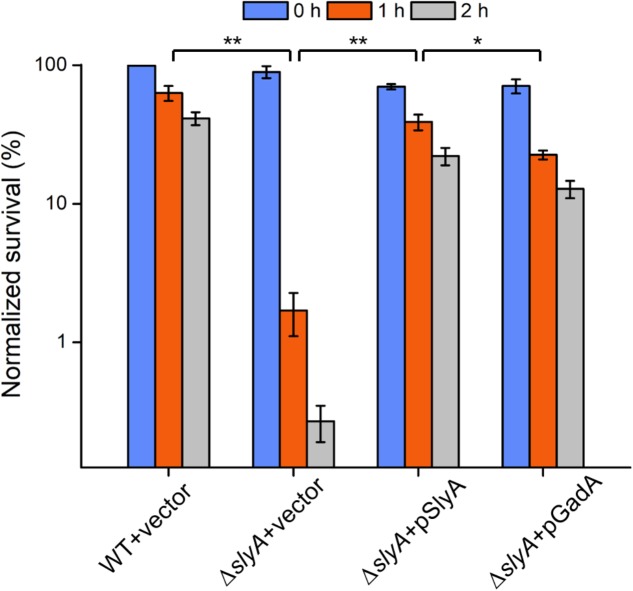 0 h 1 h 2 h
** ** *
Normalized survival (%)
100
10
1
WT+vector
ΔslyA+vector
ΔslyA+pSlyA
ΔslyA+pGadA